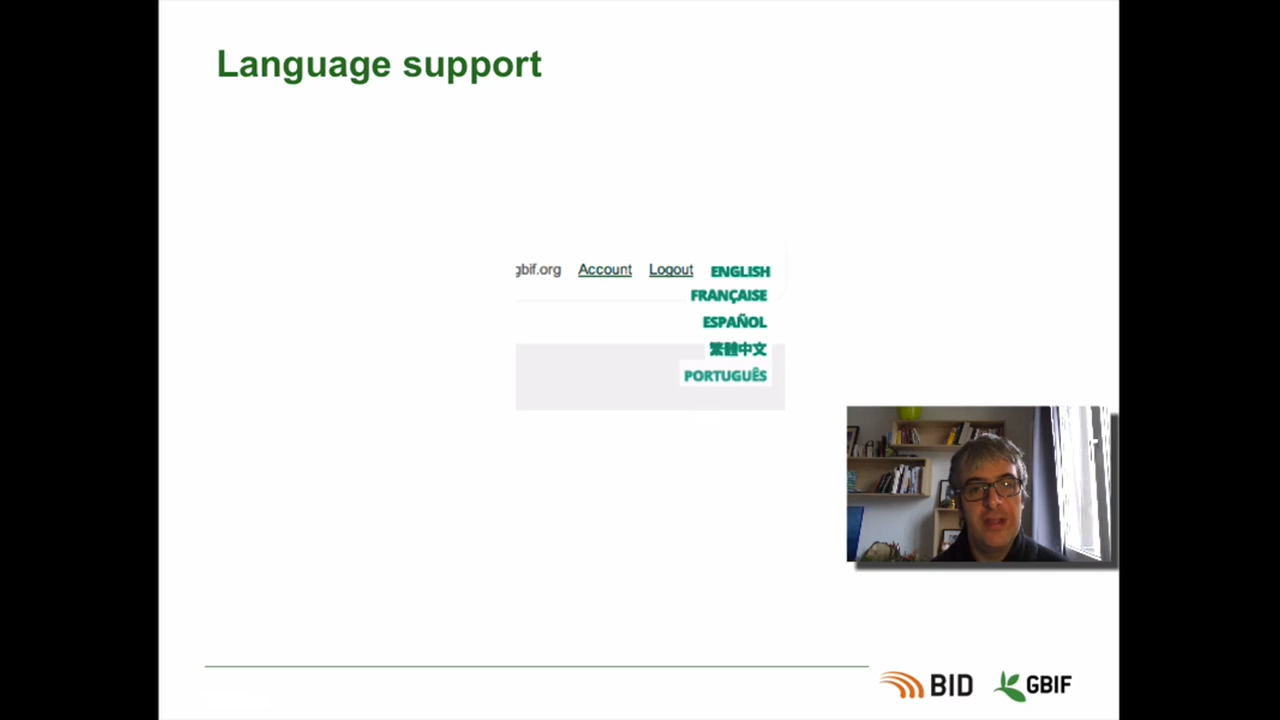 Language support
gbif.org Account Logout ENGLISH
FRANÇAISE
ESPAÑOL
繁體中文
PORTUGUÊS
BID GBIF